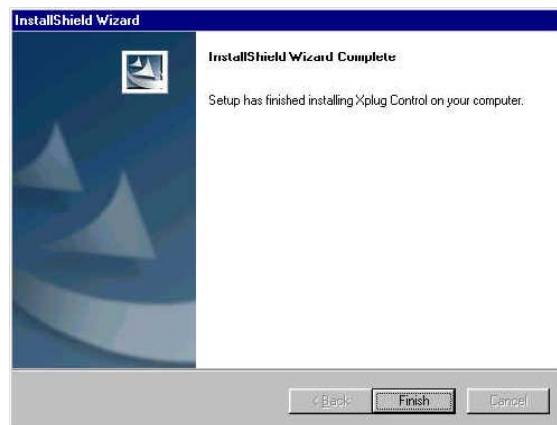 InstallShield Wizard
InstallShield Wizard Complete
Setup has finished installing Xplug Control on your computer.
< Back
Finish
Cancel